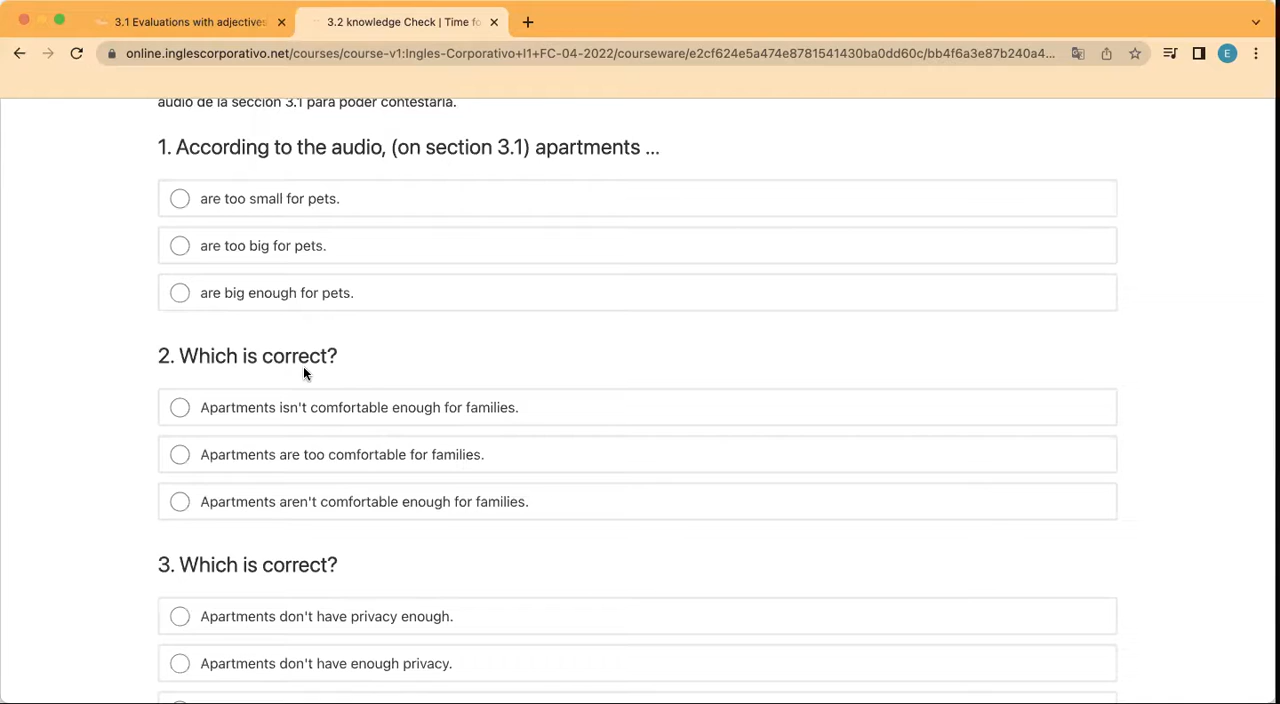 3.1 Evaluations with adjectives
3.2 knowledge Check | Time fo
online.inglescorporativo.net/courses/course-v1:Ingles-Corporativo+I1+FC-04-2022/courseware/e2cf624e5a474e8781541430ba0dd60c/bb4f6a3e87b240a4...
E
audio de la sección 3.1 para poder contestarla.
1. According to the audio, (on section 3.1) apartments ...
are too small for pets.
are too big for pets.
are big enough for pets.
2. Which is correct?
Apartments isn't comfortable enough for families.
Apartments are too comfortable for families.
Apartments aren't comfortable enough for families.
3. Which is correct?
Apartments don't have privacy enough.
Apartments don't have enough privacy.